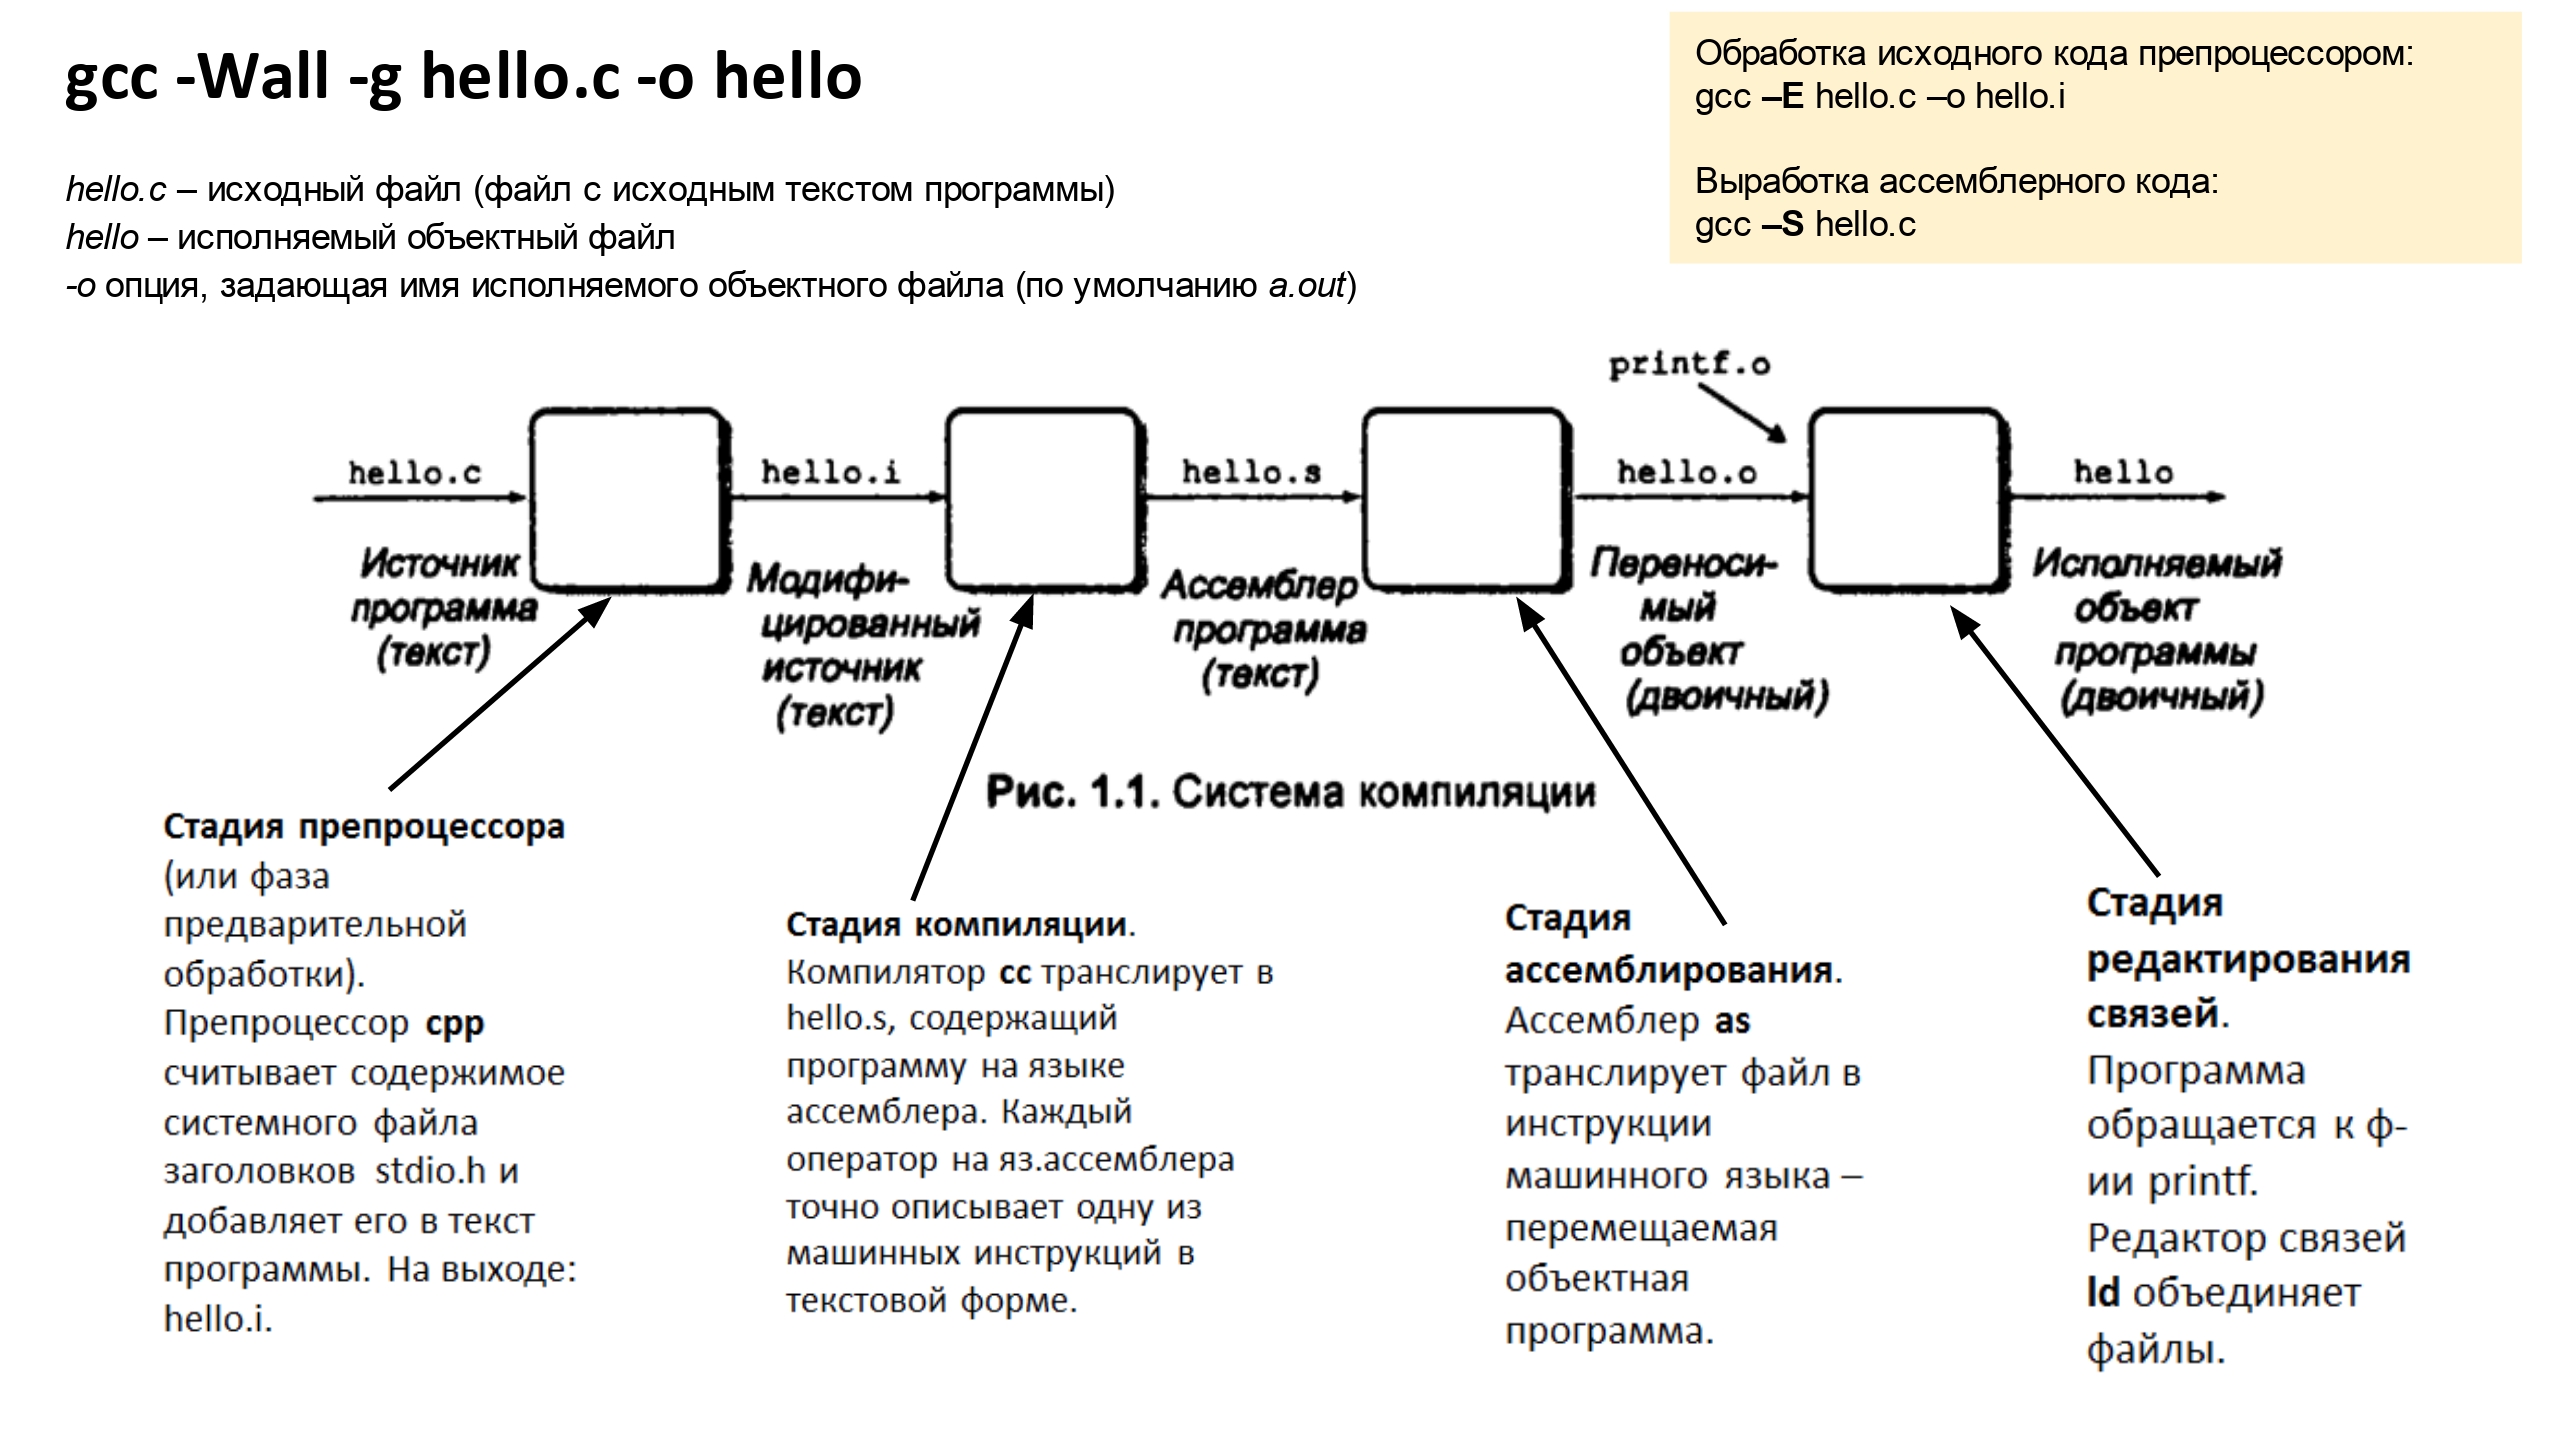 gcc -Wall -g hello.c -o hello
hello.c – исходный файл (файл с исходным текстом программы)
hello – исполняемый объектный файл
-o опция, задающая имя исполняемого объектного файла (по умолчанию a.out)
Обработка исходного кода препроцессором:
gcc –E hello.c –o hello.i
Выработка ассемблерного кода:
gcc –S hello.c
printf.o
hello.c
hello.i
hello.s
hello.o
hello
Источник
программа
(текст)
Модифи-
цированный
источник
(текст)
Ассемблер
программа
(текст)
Переноси-
мый
объект
(двоичный)
Исполняемый
объект
программы
(двоичный)
Рис. 1.1. Система компиляции
Стадия препроцессора
(или фаза
предварительной
обработки).
Препроцессор cpp
считывает содержимое
системного файла
заголовков stdio.h и
добавляет его в текст
программы. На выходе:
hello.i.
Стадия компиляции.
Компилятор cc транслирует в
hello.s, содержащий
программу на языке
ассемблера. Каждый
оператор на яз.ассемблера
точно описывает одну из
машинных инструкций в
текстовой форме.
Стадия
ассемблирования.
Ассемблер as
транслирует файл в
инструкции
машинного языка –
перемещаемая
объектная
программа.
Стадия
редактирования
связей.
Программа
обращается к ф-
ии printf.
Редактор связей
ld объединяет
файлы.